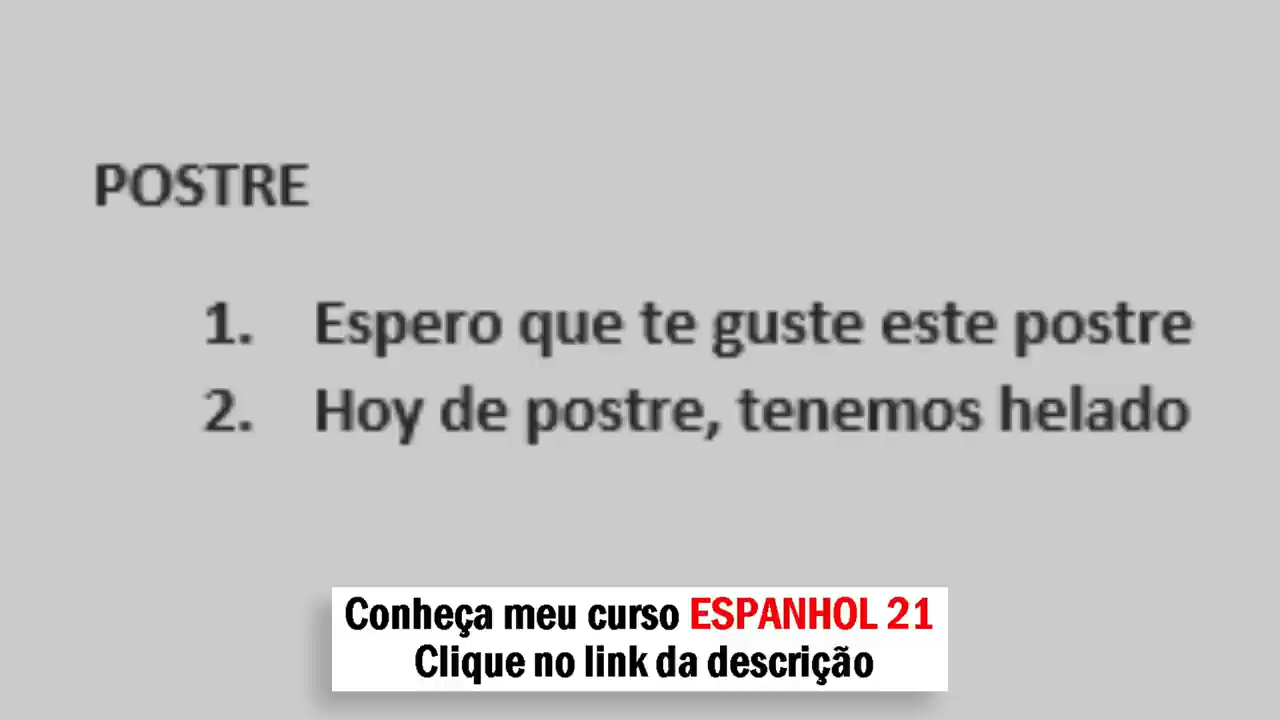 POSTRE
1. Espero que te guste este postre
2. Hoy de postre, tenemos helado
Conheça meu curso ESPANHOL 21
Clique no link da descrição